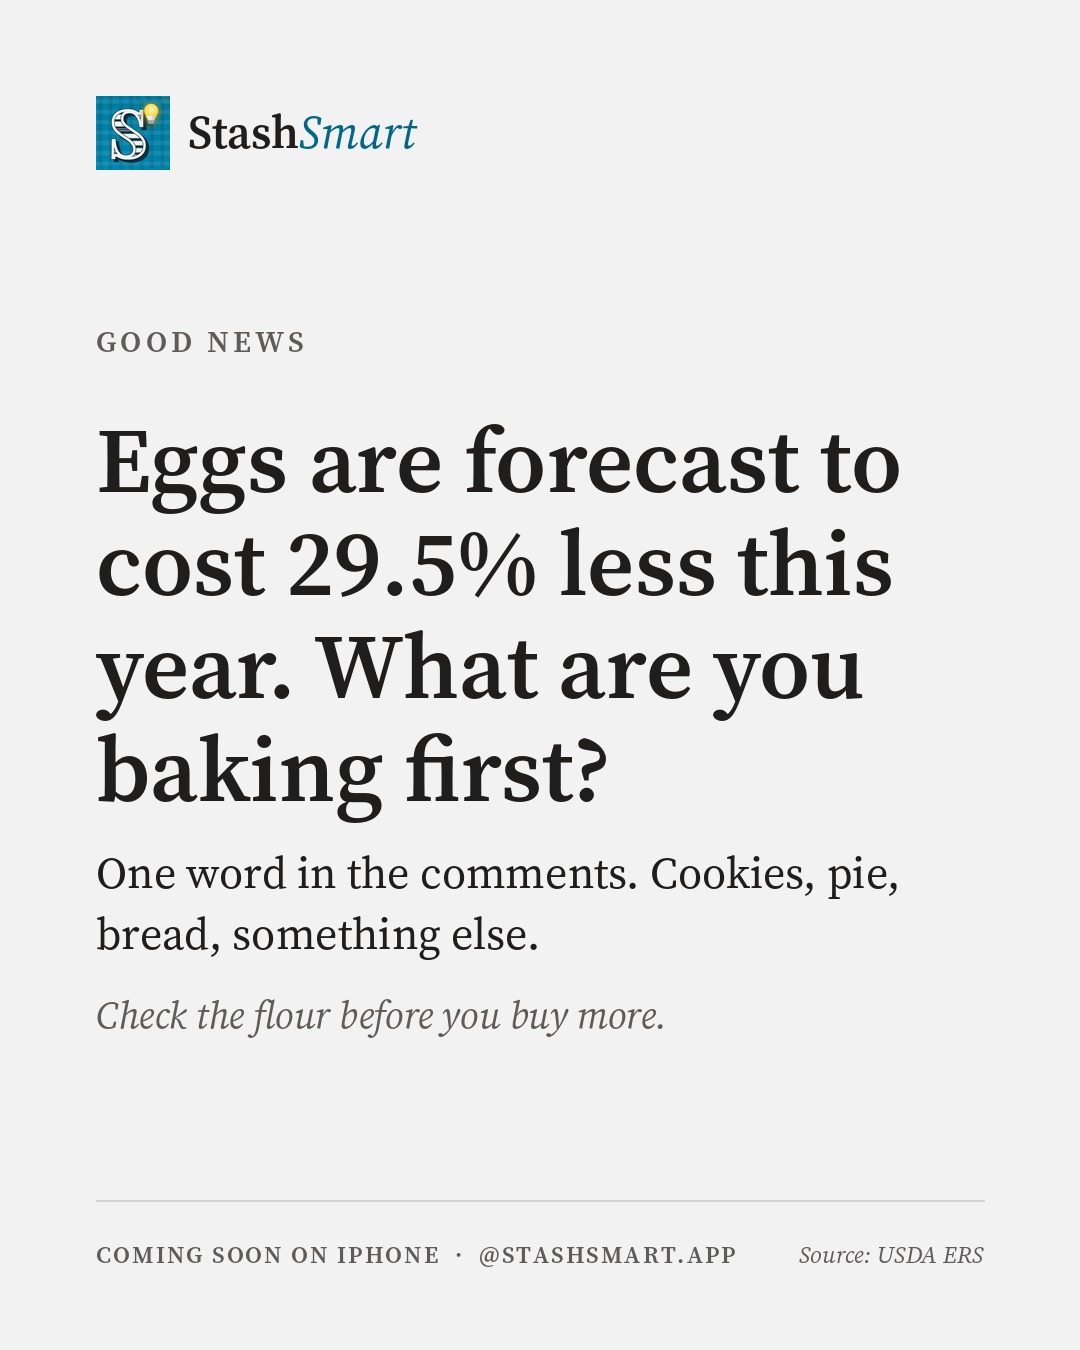 S StashSmart
GOOD NEWS
Eggs are forecast to
cost 29.5% less this
year. What are you
baking first?
One word in the comments. Cookies, pie,
bread, something else.
Check the flour before you buy more.
COMING SOON ON IPHONE · @STASHSMART.APP Source: USDA ERS